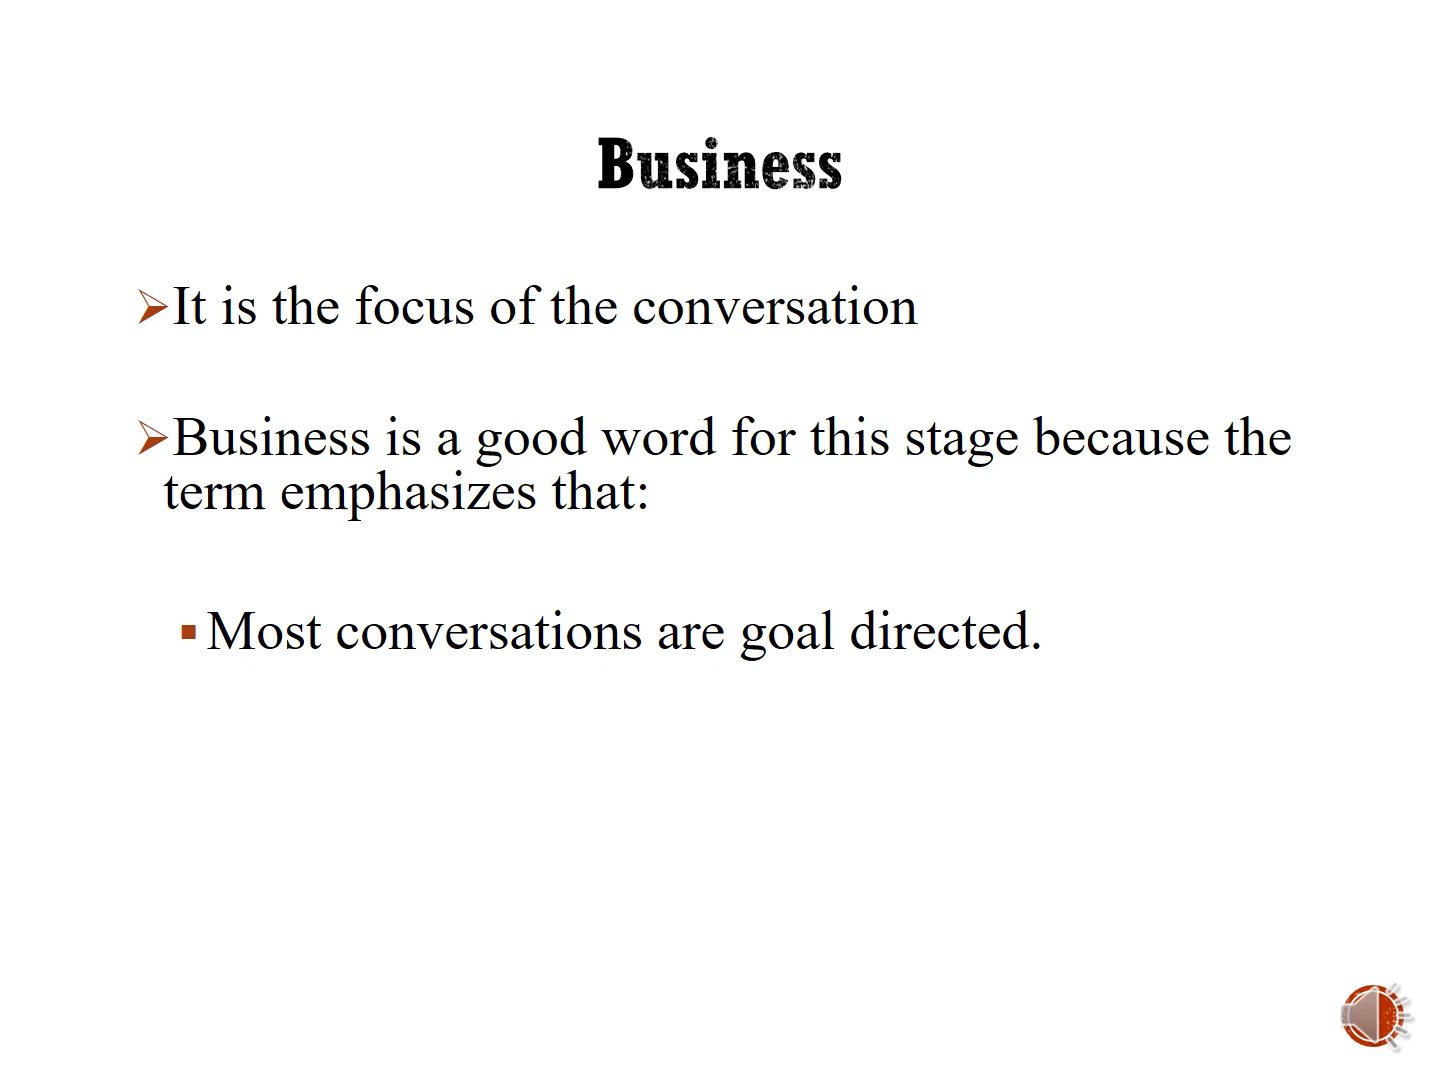 Business
It is the focus of the conversation
Business is a good word for this stage because the
term emphasizes that:
Most conversations are goal directed.